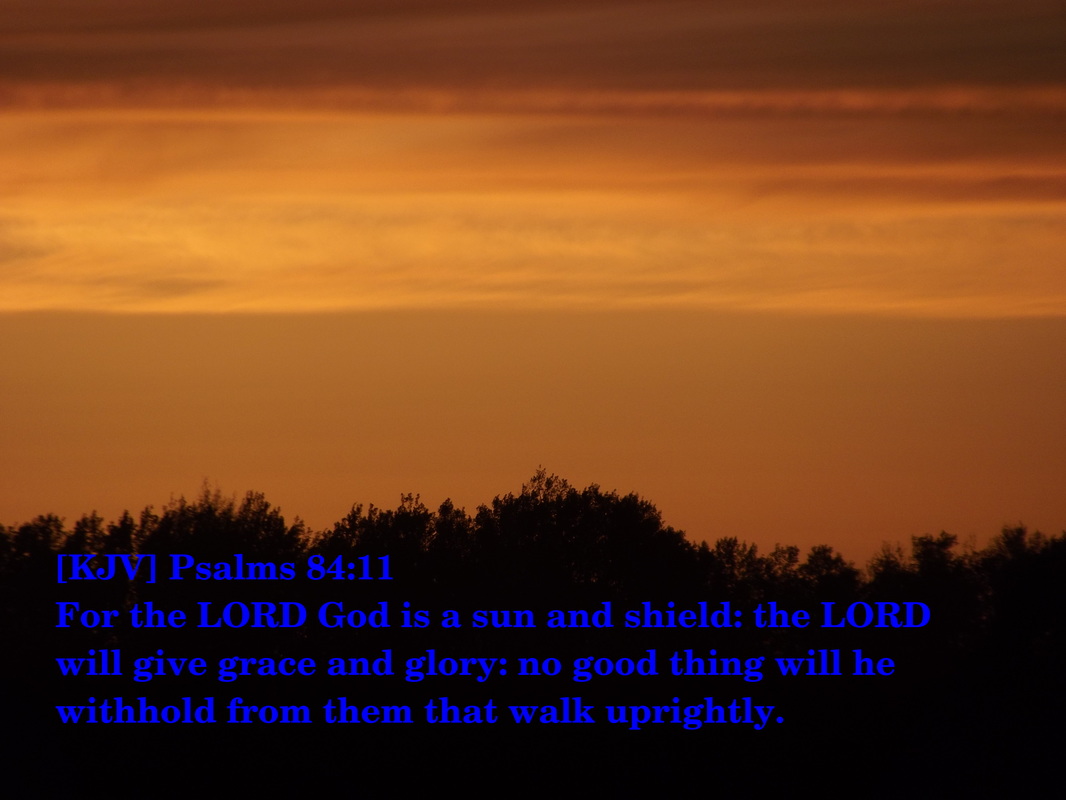 [KJV] Psalms 84:11
For the LORD God is a sun and shield: the LORD
will give grace and glory: no good thing will he
withhold from them that walk uprightly.